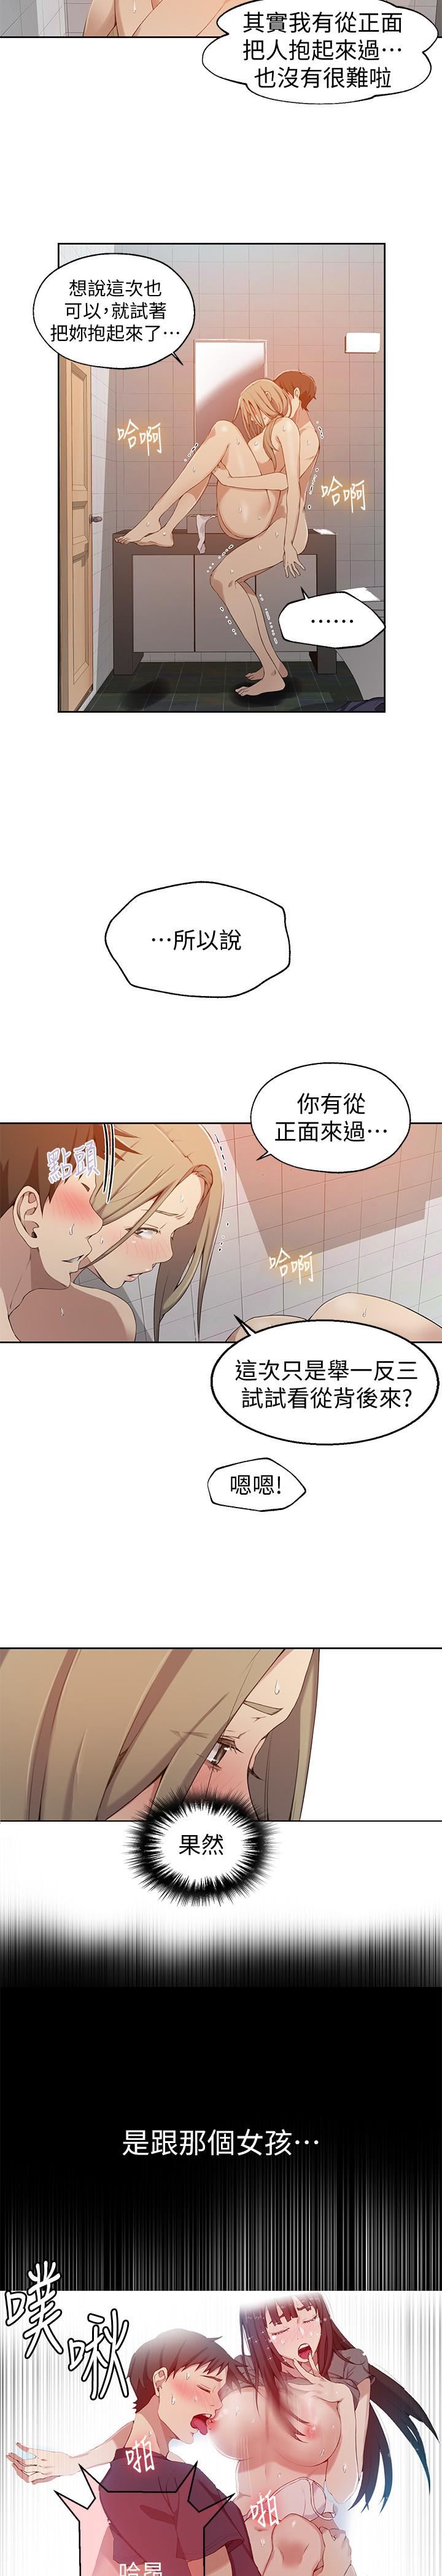 其實我有從正面
把人抱起來過…
也沒有很難啦
想說這次也
可以，就試著
把妳抱起來了…
哈啊
哈啊
……
…所以說
你有從
正面來過…
點頭
哈啊
這次只是舉一反三
試試看從背後來?
嗯嗯!
果然
是跟那個女孩…
噗
啾
啪
啪
哈昂